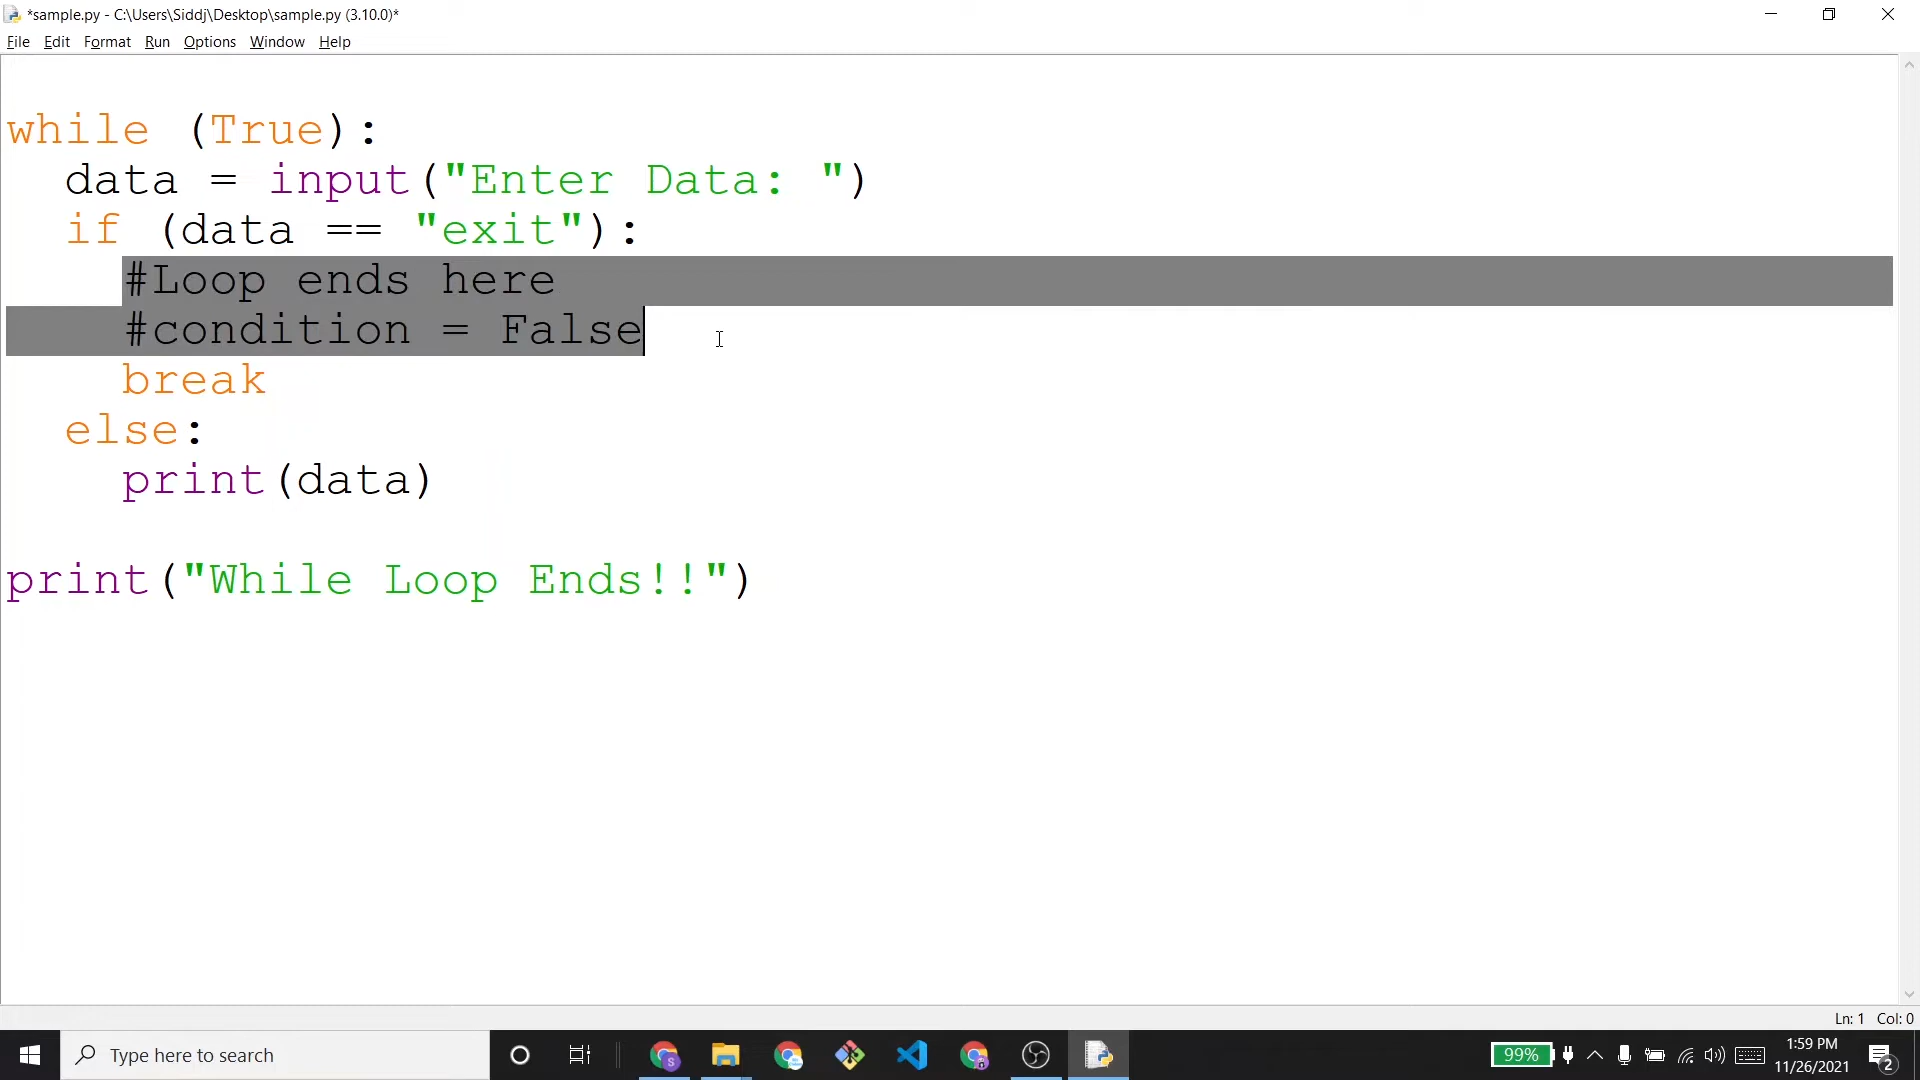 *sample.py - C:\Users\Siddj\Desktop\sample.py (3.10.0)*
File Edit Format Run Options Window Help
while (True):
  data = input("Enter Data: ")
  if (data == "exit"):
    #Loop ends here
    #condition = False
    break
  else:
    print(data)
print("While Loop Ends!!")
Ln: 1 Col: 0
Type here to search
99%
1:59 PM
11/26/2021
2